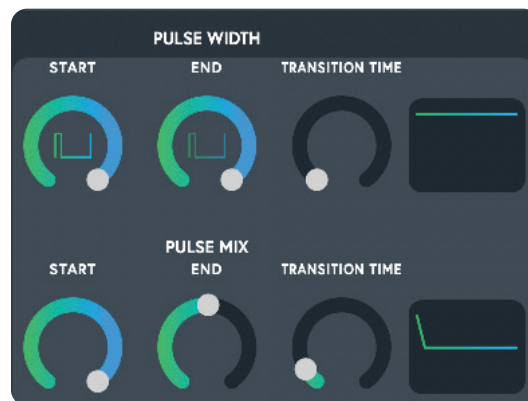 PULSE WIDTH
START END TRANSITION TIME
PULSE MIX
START END TRANSITION TIME